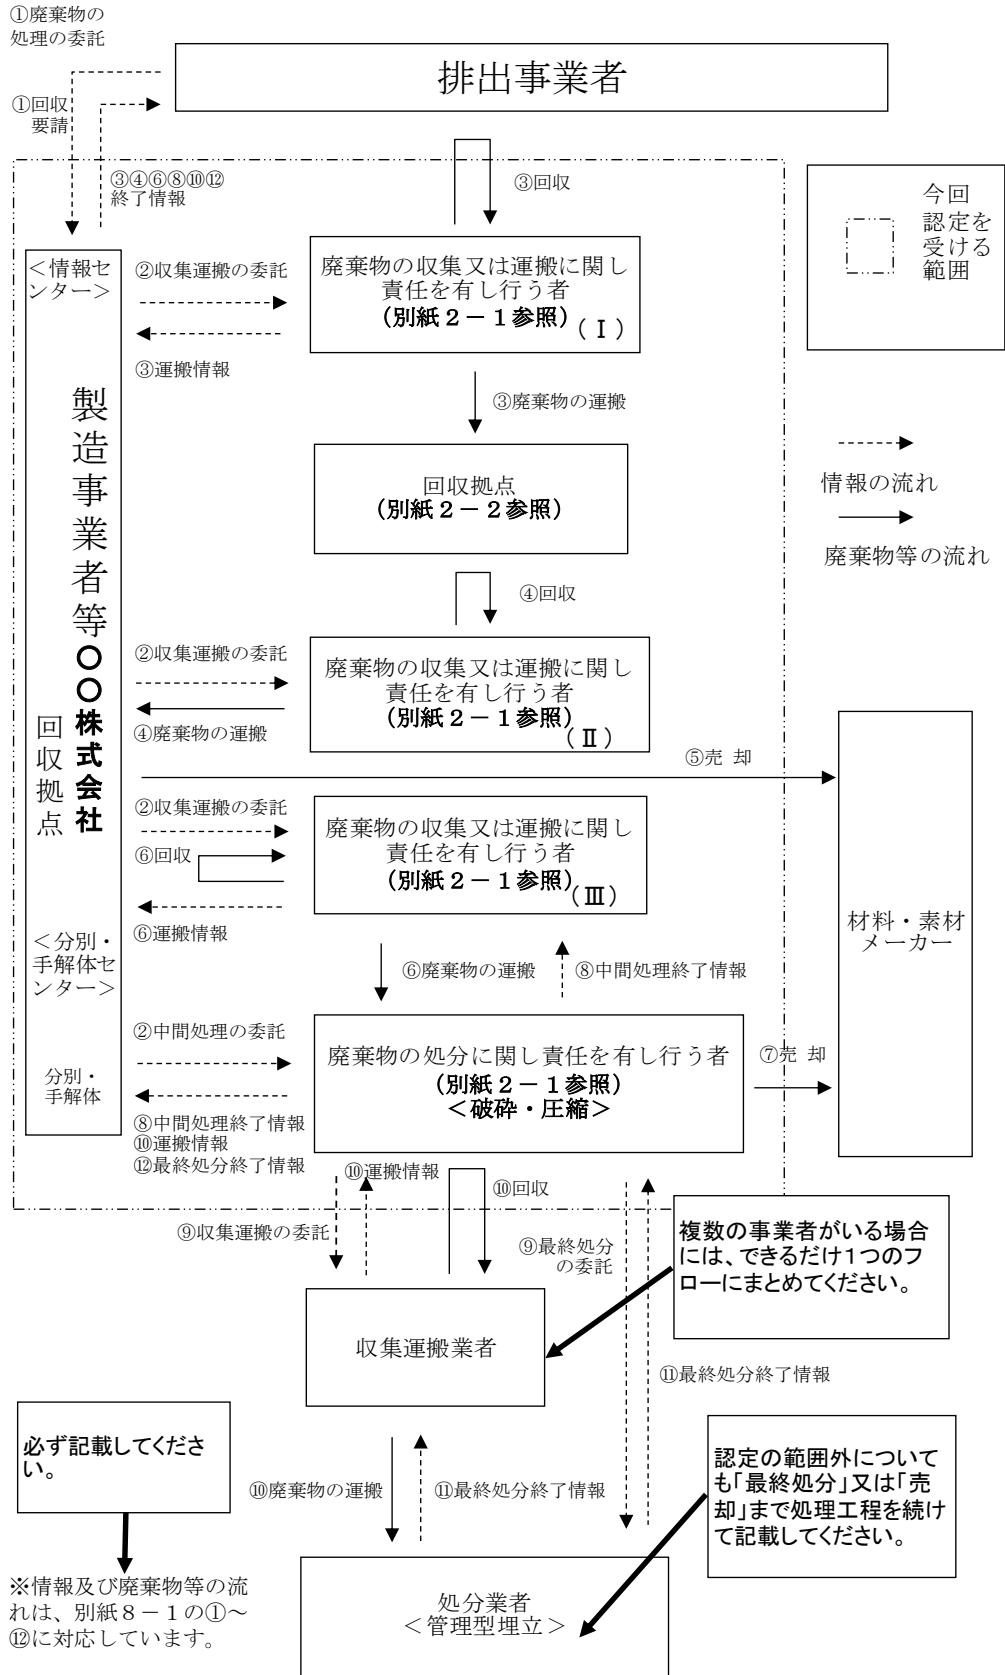 ①廃棄物の
処理の委託
排出事業者
①回収
要請
③④⑥⑧⑩⑫
終了情報
③回収
今回
認定を
受ける
範囲
＜情報セ
ンター＞
②収集運搬の委託
③運搬情報
廃棄物の収集又は運搬に関し
責任を有し行う者
（別紙２－１参照）
（Ⅰ）
③廃棄物の運搬
製造事業者等○○株式会社
回収拠点
（別紙２－２参照）
情報の流れ
廃棄物等の流れ
④回収
②収集運搬の委託
④廃棄物の運搬
廃棄物の収集又は運搬に関し
責任を有し行う者
（別紙２－１参照）
（Ⅱ）
回収拠点
⑤売 却
②収集運搬の委託
⑥回収
⑥運搬情報
廃棄物の収集又は運搬に関し
責任を有し行う者
（別紙２－１参照）
（Ⅲ）
材料・素材
メーカー
＜分別・
手解体セ
ンター＞
⑥廃棄物の運搬
⑧中間処理終了情報
②中間処理の委託
分別・
手解体
廃棄物の処分に関し責任を有し行う者
（別紙２－１参照）
＜破砕・圧縮＞
⑦売 却
⑧中間処理終了情報
⑩運搬情報
⑫最終処分終了情報
⑩運搬情報
⑩回収
⑨収集運搬の委託
⑨最終処分
の委託
複数の事業者がいる場合
には、できるだけ１つのフ
ローにまとめてください。
収集運搬業者
⑪最終処分終了情報
必ず記載してくださ
い。
⑩廃棄物の運搬
⑪最終処分終了情報
認定の範囲外について
も「最終処分」又は「売
却」まで処理工程を続け
て記載してください。
※情報及び廃棄物等の流
れは、別紙８－１の①～
⑫に対応しています。
処分業者
＜管理型埋立＞